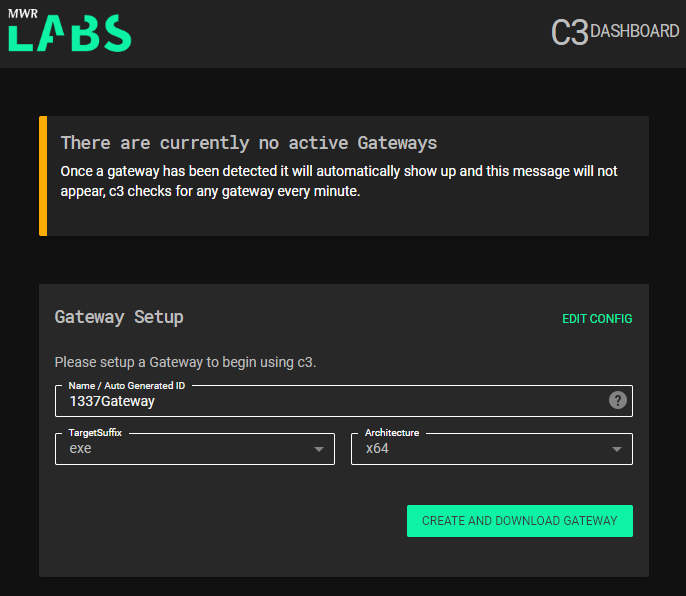 MWR
LABS
C3 DASHBOARD
There are currently no active Gateways
Once a gateway has been detected it will automatically show up and this message will not
appear, c3 checks for any gateway every minute.
Gateway Setup
EDIT CONFIG
Please setup a Gateway to begin using c3.
Name / Auto Generated ID
1337Gateway
?
TargetSuffix
Architecture
exe
x64
CREATE AND DOWNLOAD GATEWAY